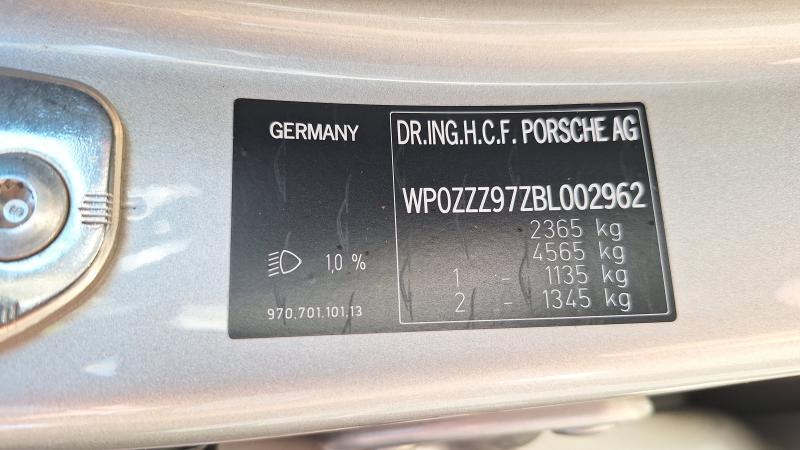 GERMANY
DR.ING.H.C.F. PORSCHE AG
WP0ZZZ97ZBL002962
2365 kg
4565 kg
1 - 1135 kg
2 - 1345 kg
1,0 %
970.701.101.13